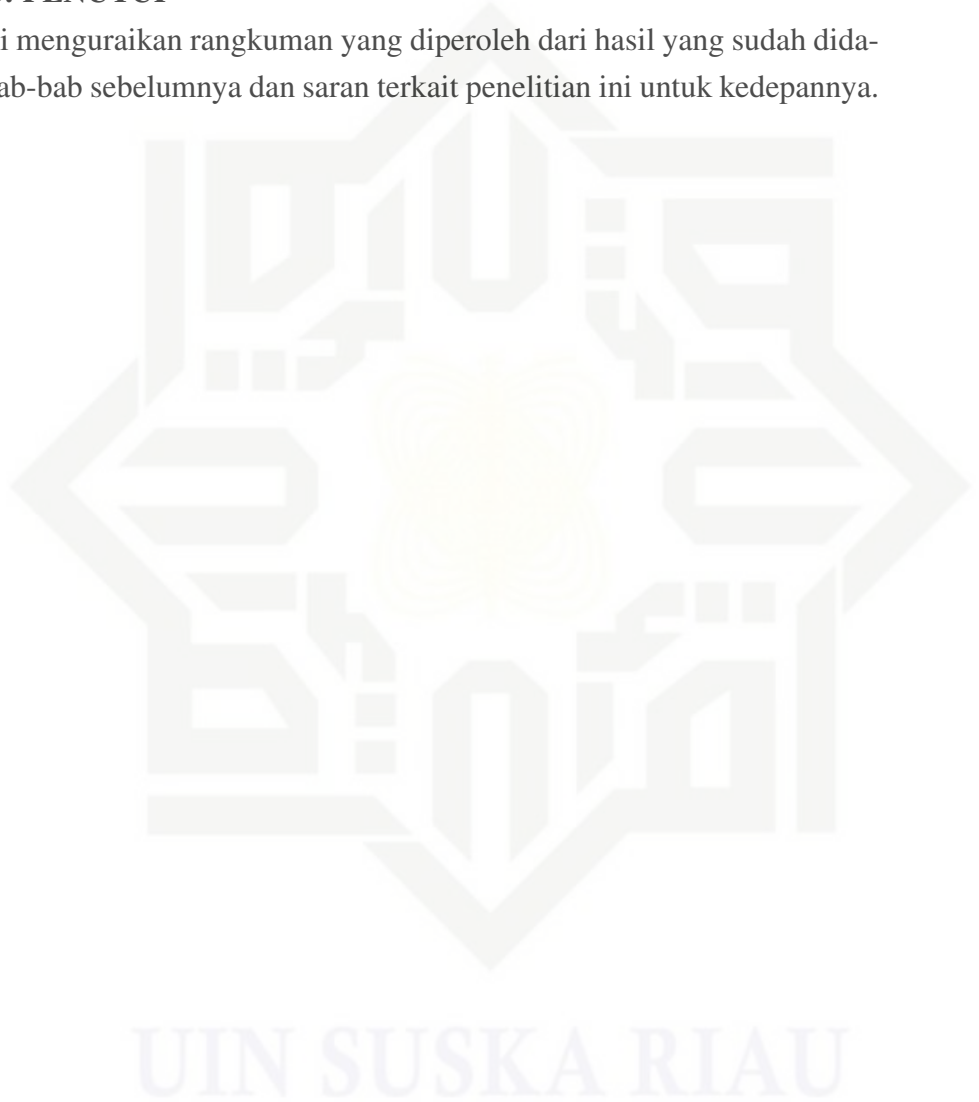 PENUTUP
i menguraikan rangkuman yang diperoleh dari hasil yang sudah dida-
ab-bab sebelumnya dan saran terkait penelitian ini untuk kedepannya.
UIN SUSKA RIAU